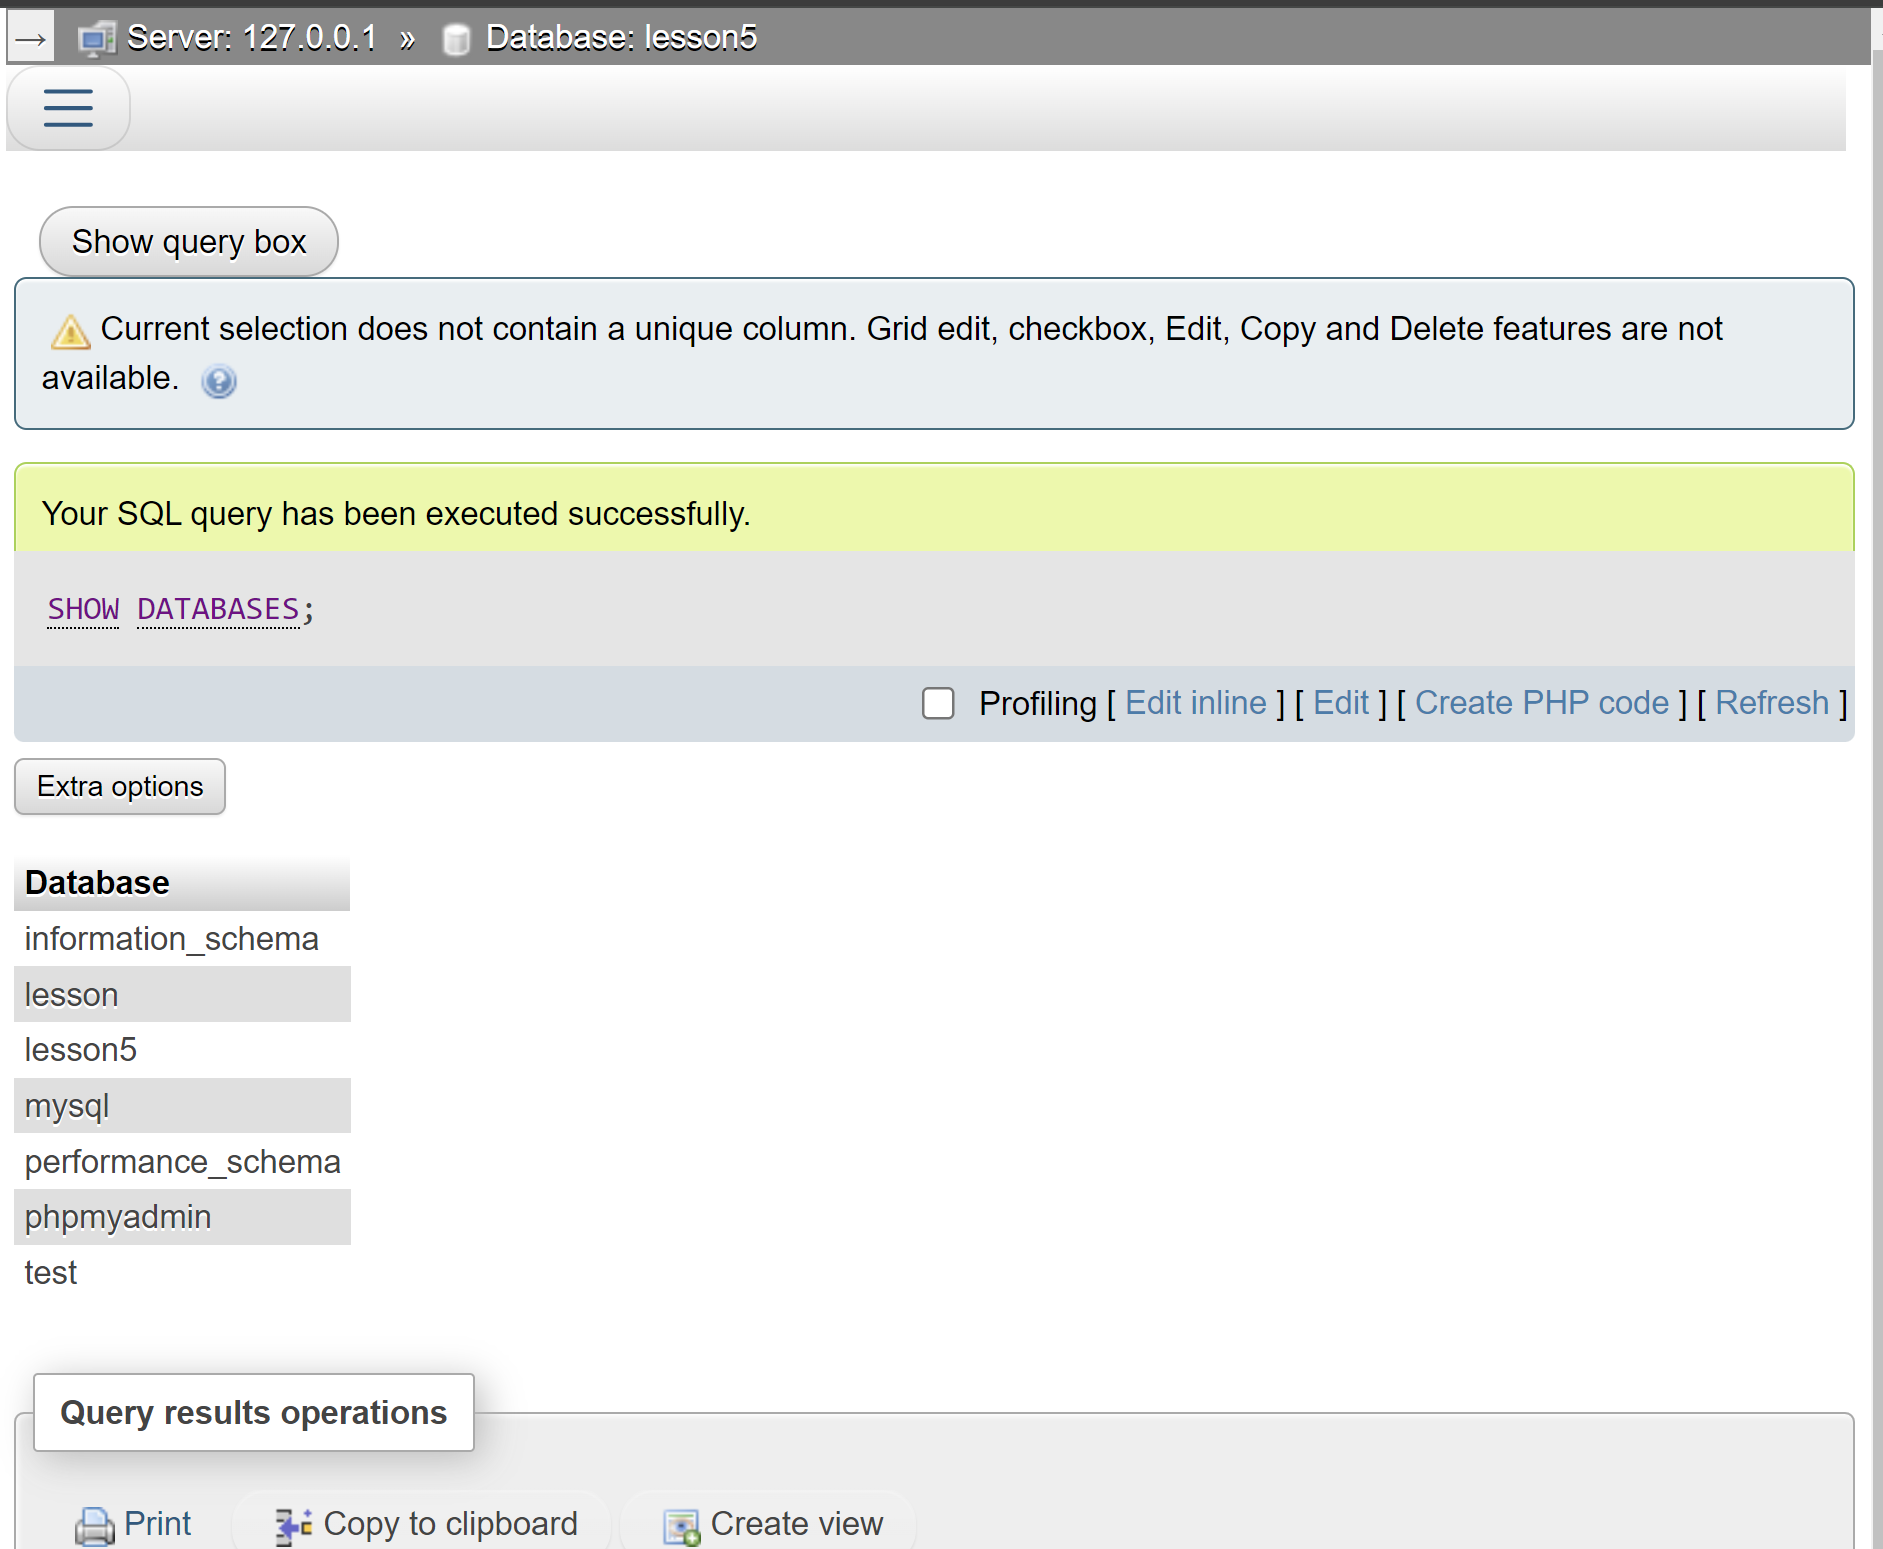 → Server: 127.0.0.1 » Database: lesson5
Show query box
Current selection does not contain a unique column. Grid edit, checkbox, Edit, Copy and Delete features are not
available.
Your SQL query has been executed successfully.
SHOW DATABASES;
Profiling [ Edit inline ] [ Edit ] [ Create PHP code ] [ Refresh ]
Extra options
Database
information_schema
lesson
lesson5
mysql
performance_schema
phpmyadmin
test
Query results operations
Print Copy to clipboard Create view